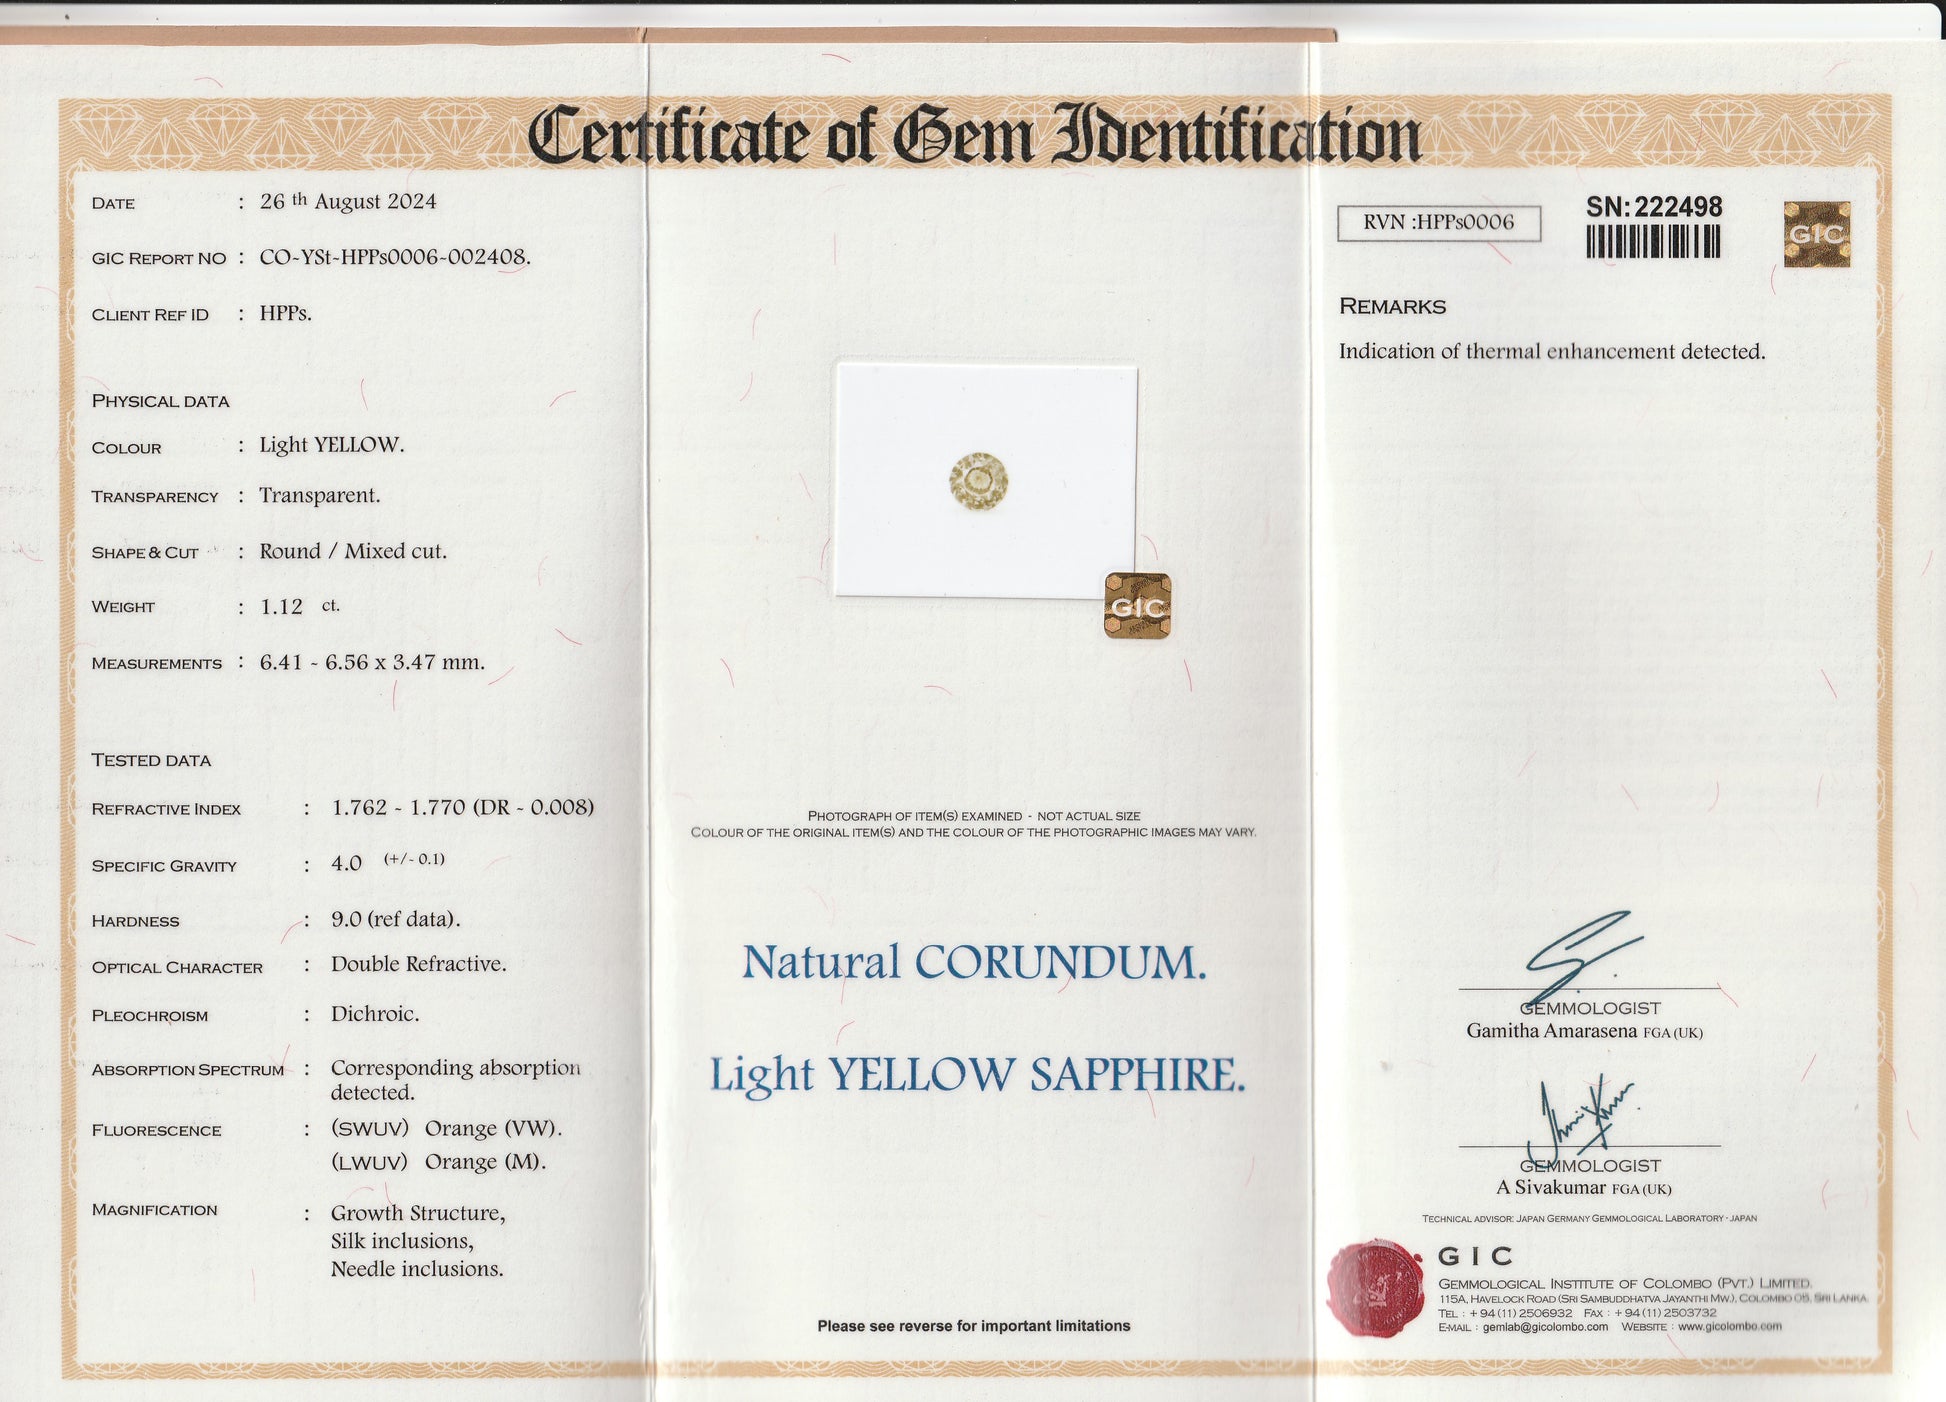 Certificate of Gem Identification
DATE : 26 th August 2024
GIC REPORT NO : CO-YSt-HPPs0006-002408.
CLIENT REF ID : HPPs.
PHYSICAL DATA
COLOUR : Light YELLOW.
TRANSPARENCY : Transparent.
SHAPE & CUT : Round / Mixed cut.
WEIGHT : 1.12 ct.
MEASUREMENTS : 6.41 - 6.56 x 3.47 mm.
TESTED DATA
REFRACTIVE INDEX : 1.762 - 1.770 (DR - 0.008)
SPECIFIC GRAVITY : 4.0 (+/- 0.1)
HARDNESS : 9.0 (ref data).
OPTICAL CHARACTER : Double Refractive.
PLEOCHROISM : Dichroic.
ABSORPTION SPECTRUM : Corresponding absorption
detected.
FLUORESCENCE : (SWUV) Orange (VW).
(LWUV) Orange (M).
MAGNIFICATION : Growth Structure,
Silk inclusions,
Needle inclusions.
GIC
PHOTOGRAPH OF ITEM(S) EXAMINED - NOT ACTUAL SIZE
COLOUR OF THE ORIGINAL ITEM(S) AND THE COLOUR OF THE PHOTOGRAPHIC IMAGES MAY VARY.
Natural CORUNDUM.
Light YELLOW SAPPHIRE.
Please see reverse for important limitations
RVN :HPPs0006
SN:222498
GIC
REMARKS
Indication of thermal enhancement detected.
GEMMOLOGIST
Gamitha Amarasena FGA (UK)
GEMMOLOGIST
A Sivakumar FGA (UK)
TECHNICAL ADVISOR: JAPAN GERMANY GEMMOLOGICAL LABORATORY - JAPAN
GIC
GEMMOLOGICAL INSTITUTE OF COLOMBO (PVT.) LIMITED.
115A, HAVELOCK ROAD (SRI SAMBUDDHATVA JAYANTHI MW.), COLOMBO 05, SRI LANKA.
TEL : + 94 (11) 2506932 FAX : + 94 (11) 2503732
E-MAIL : gemlab@gicolombo.com WEBSITE : www.gicolombo.com